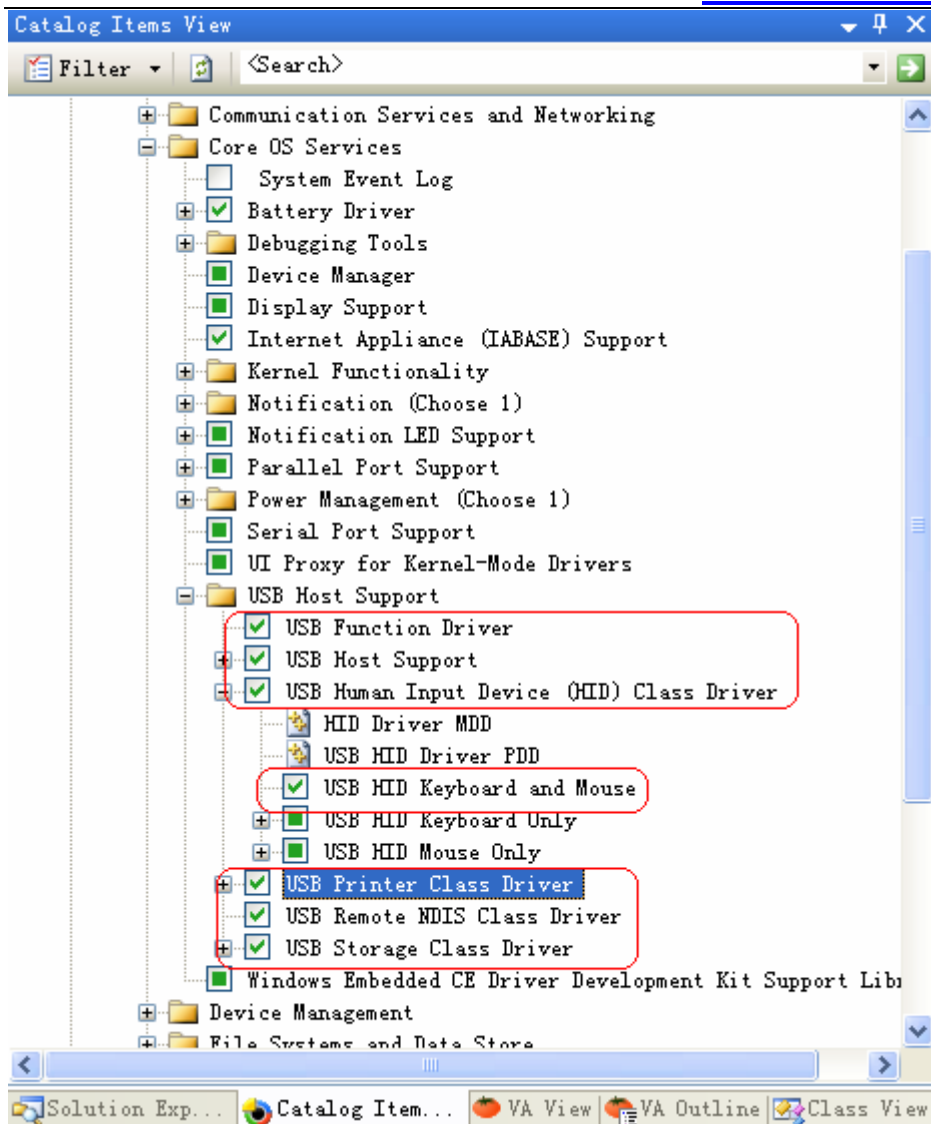 Catalog Items View
Filter
<Search>
Communication Services and Networking
Core OS Services
System Event Log
Battery Driver
Debugging Tools
Device Manager
Display Support
Internet Appliance (IABASE) Support
Kernel Functionality
Notification (Choose 1)
Notification LED Support
Parallel Port Support
Power Management (Choose 1)
Serial Port Support
UI Proxy for Kernel-Mode Drivers
USB Host Support
USB Function Driver
USB Host Support
USB Human Input Device (HID) Class Driver
HID Driver MDD
USB HID Driver PDD
USB HID Keyboard and Mouse
USB HID Keyboard Only
USB HID Mouse Only
USB Printer Class Driver
USB Remote NDIS Class Driver
USB Storage Class Driver
Windows Embedded CE Driver Development Kit Support Lib
Device Management
File Systems and Data Store
Solution Exp... Catalog Item... VA View VA Outline Class View